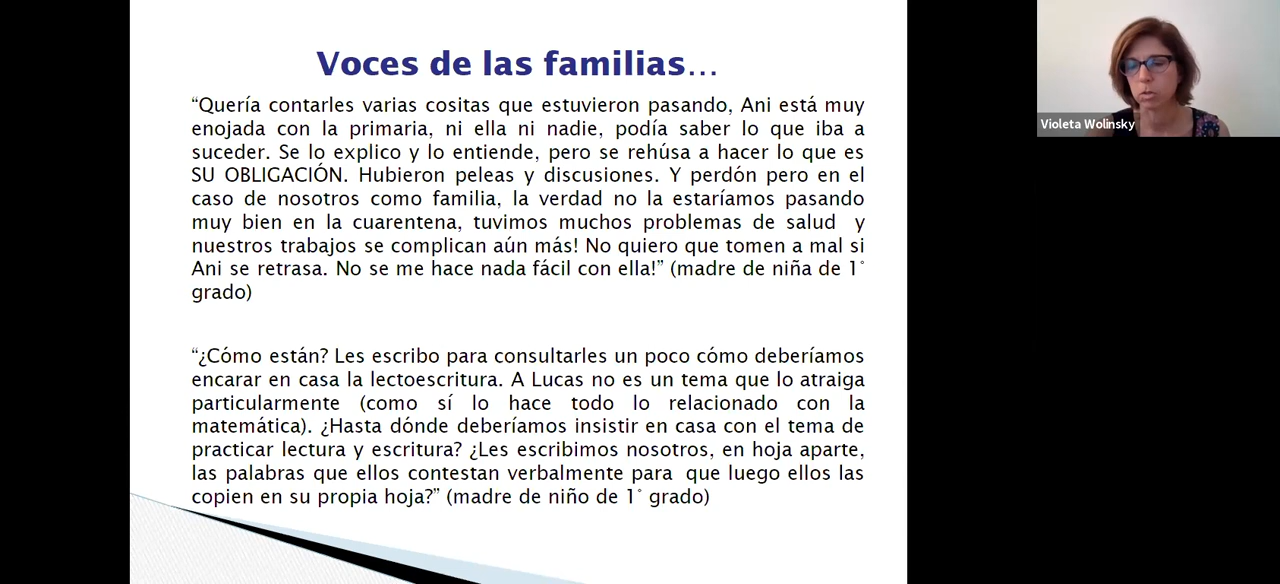 Voces de las familias...
“Quería contarles varias cositas que estuvieron pasando, Ani está muy
enojada con la primaria, ni ella ni nadie, podía saber lo que iba a
suceder. Se lo explico y lo entiende, pero se rehúsa a hacer lo que es
SU OBLIGACIÓN. Hubieron peleas y discusiones. Y perdón pero en el
caso de nosotros como familia, la verdad no la estaríamos pasando
muy bien en la cuarentena, tuvimos muchos problemas de salud y
nuestros trabajos se complican aún más! No quiero que tomen a mal si
Ani se retrasa. No se me hace nada fácil con ella!” (madre de niña de 1°
grado)
“¿Cómo están? Les escribo para consultarles un poco cómo deberíamos
encarar en casa la lectoescritura. A Lucas no es un tema que lo atraiga
particularmente (como sí lo hace todo lo relacionado con la
matemática). ¿Hasta dónde deberíamos insistir en casa con el tema de
practicar lectura y escritura? ¿Les escribimos nosotros, en hoja aparte,
las palabras que ellos contestan verbalmente para que luego ellos las
copien en su propia hoja?” (madre de niño de 1° grado)
Violeta Wolinsky